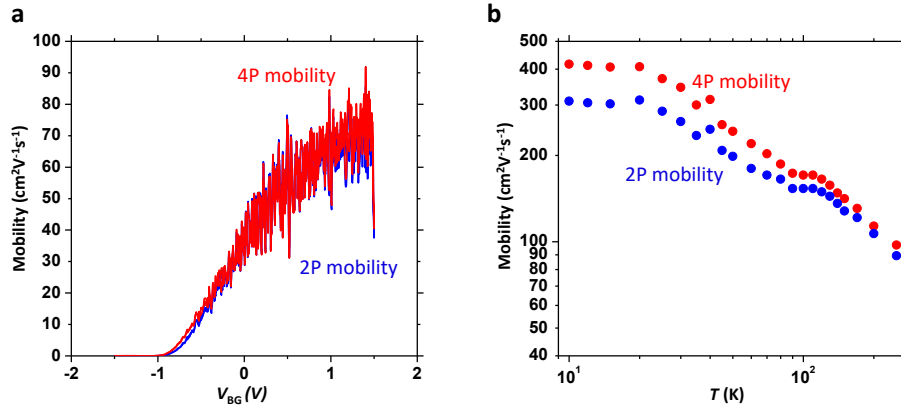 a
100
90
80
70
60
50
40
30
20
10
0
-2
-1
0
1
2
Mobility (cm²V⁻¹s⁻¹)
V_BG (V)
4P mobility
2P mobility
b
500
400
300
200
100
90
80
70
60
50
40
10¹
10²
Mobility (cm²V⁻¹s⁻¹)
T (K)
4P mobility
2P mobility